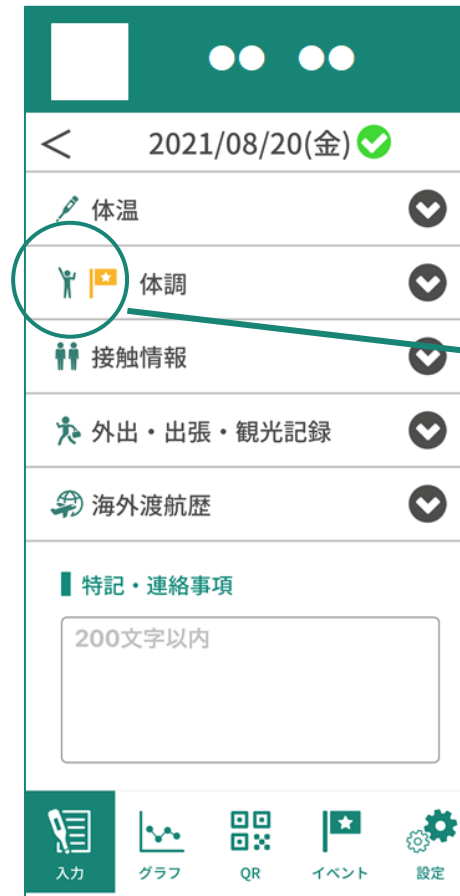 ●● ●●
< 2021/08/20(金)
体温
体調
接触情報
外出・出張・観光記録
海外渡航歴
特記・連絡事項
200文字以内
入力 グラフ QR イベント 設定